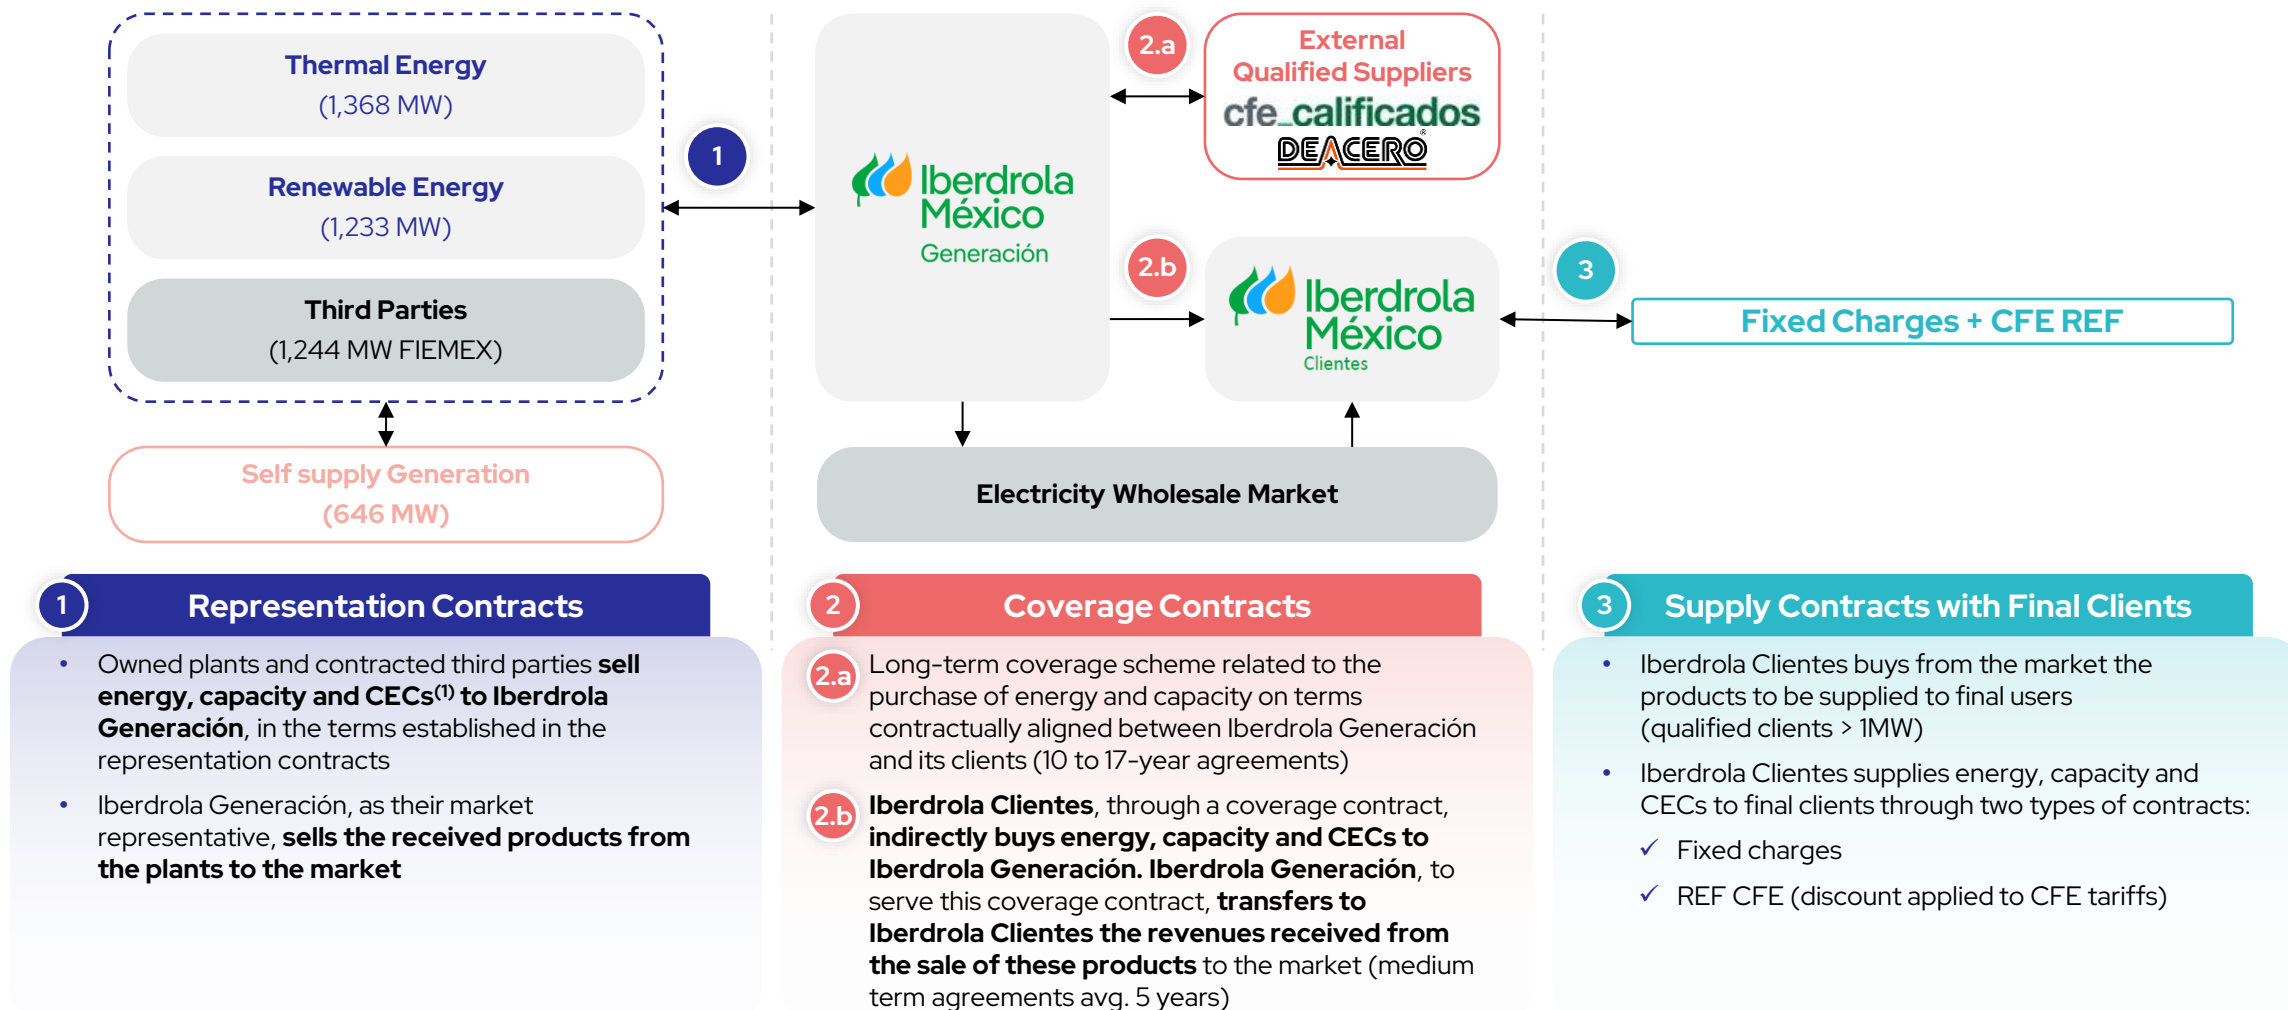 Thermal Energy
(1,368 MW)
Renewable Energy
(1,233 MW)
Third Parties
(1,244 MW FIEMEX)
Self supply Generation
(646 MW)
1
Iberdrola
México
Generación
2.a
External
Qualified Suppliers
cfe_calificados
DEACERO®
2.b
Iberdrola
México
Clientes
Electricity Wholesale Market
3
Fixed Charges + CFE REF
1
Representation Contracts
• Owned plants and contracted third parties sell
energy, capacity and CECs(1) to Iberdrola
Generación, in the terms established in the
representation contracts
• Iberdrola Generación, as their market
representative, sells the received products from
the plants to the market
2
Coverage Contracts
2.a
Long-term coverage scheme related to the
purchase of energy and capacity on terms
contractually aligned between Iberdrola Generación
and its clients (10 to 17-year agreements)
2.b
Iberdrola Clientes, through a coverage contract,
indirectly buys energy, capacity and CECs to
Iberdrola Generación. Iberdrola Generación, to
serve this coverage contract, transfers to
Iberdrola Clientes the revenues received from
the sale of these products to the market (medium
term agreements avg. 5 years)
3
Supply Contracts with Final Clients
• Iberdrola Clientes buys from the market the
products to be supplied to final users
(qualified clients > 1MW)
• Iberdrola Clientes supplies energy, capacity and
CECs to final clients through two types of contracts:
✓ Fixed charges
✓ REF CFE (discount applied to CFE tariffs)